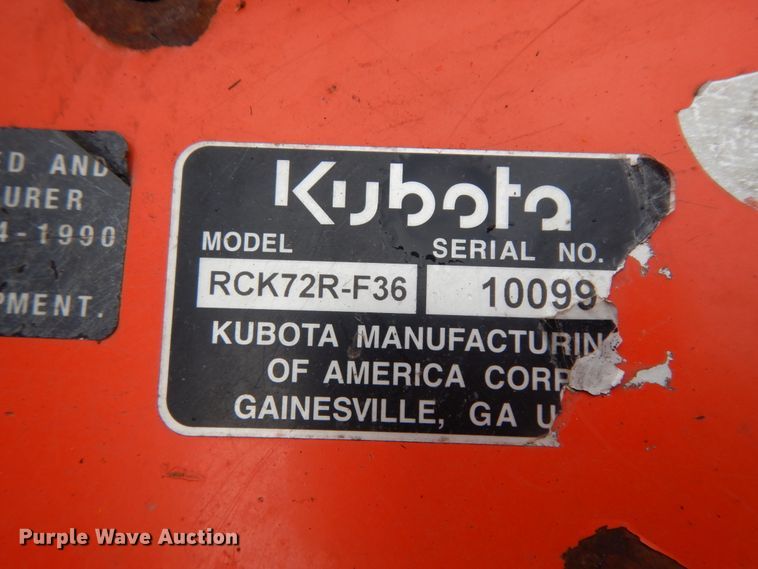 ED AND
URER
4-1990
PMENT.
Kubota
MODEL SERIAL NO.
RCK72R-F36 10099
KUBOTA MANUFACTURIN
OF AMERICA CORP
GAINESVILLE, GA U
Purple Wave Auction